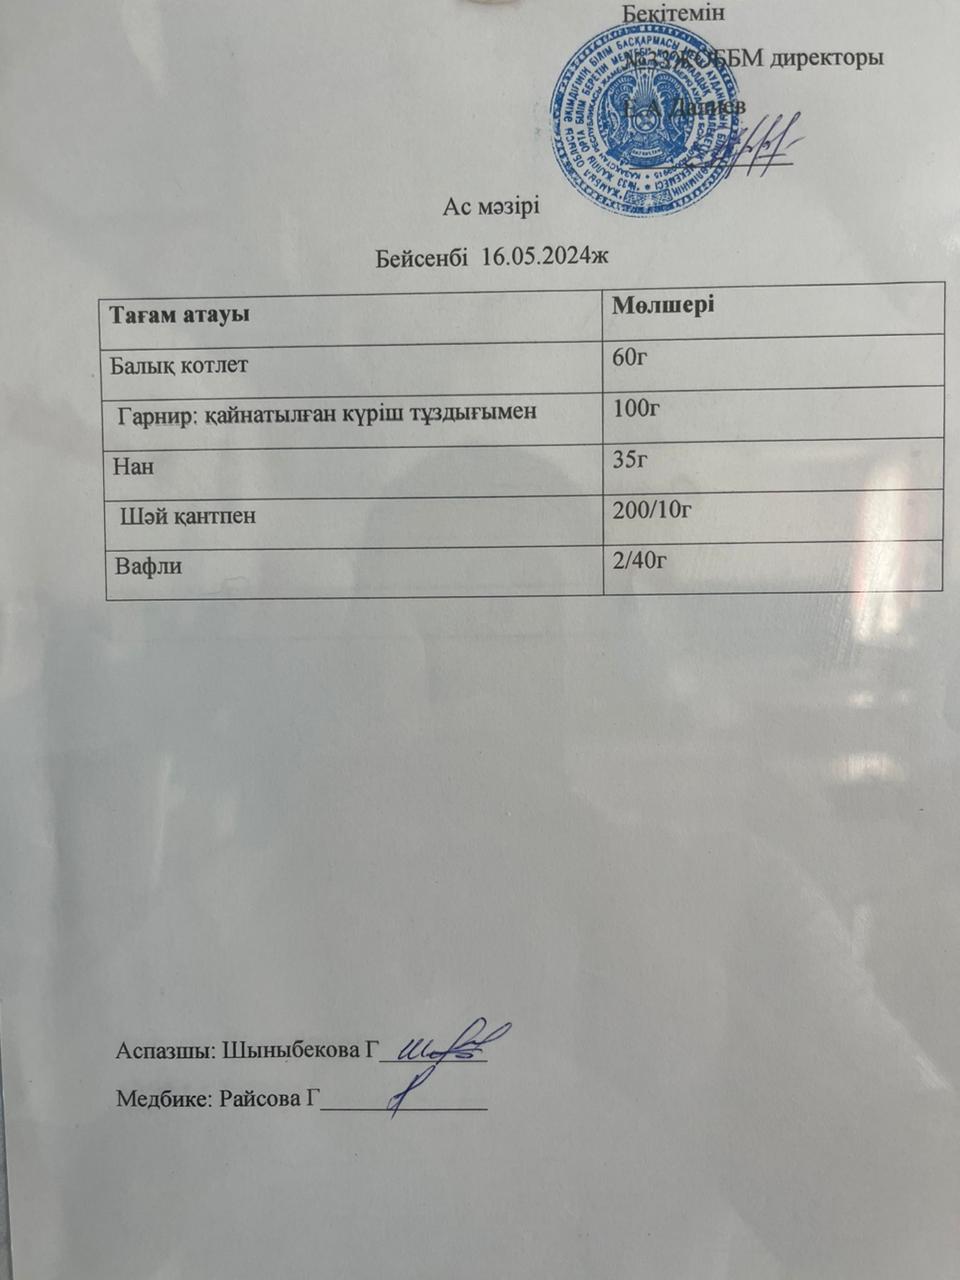 Бекітемін
№33ЖОББМ директоры
Ас мәзірі
Бейсенбі 16.05.2024ж
Тағам атауы Мөлшері
Балық котлет 60г
Гарнир: қайнатылған күріш тұздығымен 100г
Нан 35г
Шәй қантпен 200/10г
Вафли 2/40г
Аспазшы: Шыныбекова Г
Медбике: Райсова Г